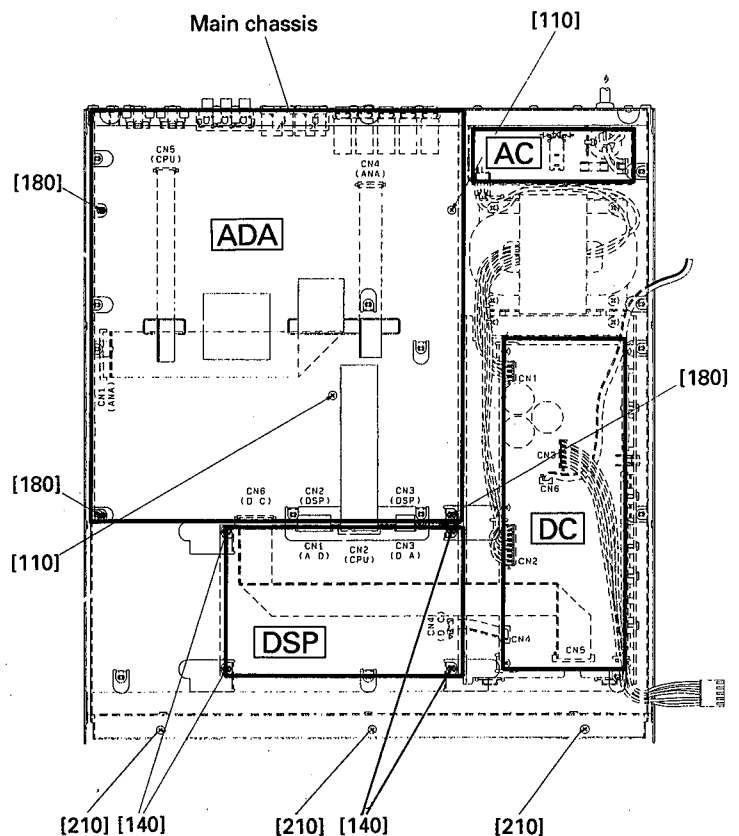 Main chassis
[110]
CN5
(CPU)
CN4
(ANA)
AC
[180]
ADA
CN1
(ANA)
CN1
[180]
CN3
CN6
[180]
CN6
(D C)
CN2
(DSP)
CN3
(DSP)
DC
[110]
CN1
(A D)
CN2
(CPU)
CN3
(D A)
CN2
DSP
CN4
(D C)
CN4
CN5
[210] [140] [210] [140] [210]